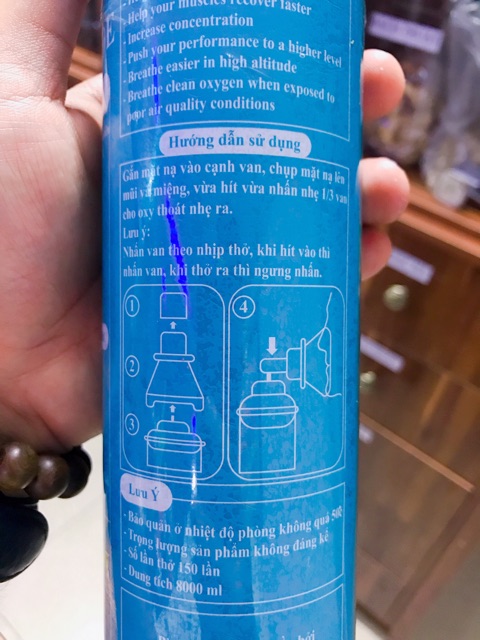 - Help your muscles recover faster
- Increase concentration
- Push your performance to a higher level
- Breathe easier in high altitude
- Breathe clean oxygen when exposed to
poor air quality conditions
Hướng dẫn sử dụng
Gắn mặt nạ vào cạnh van, chụp mặt nạ lên
mũi và miệng, vừa hít vừa nhấn nhẹ 1/3 van
cho oxy thoát nhẹ ra.
Lưu ý:
Nhấn van theo nhịp thở, khi hít vào thì
nhấn van, khi thở ra thì ngưng nhấn.
1
4
2
3
Lưu Ý
- Bảo quản ở nhiệt độ phòng không quá
- Trọng lượng sản phẩm không đáng kể
- Số lần thở 150 lần
- Dung tích 8000 ml